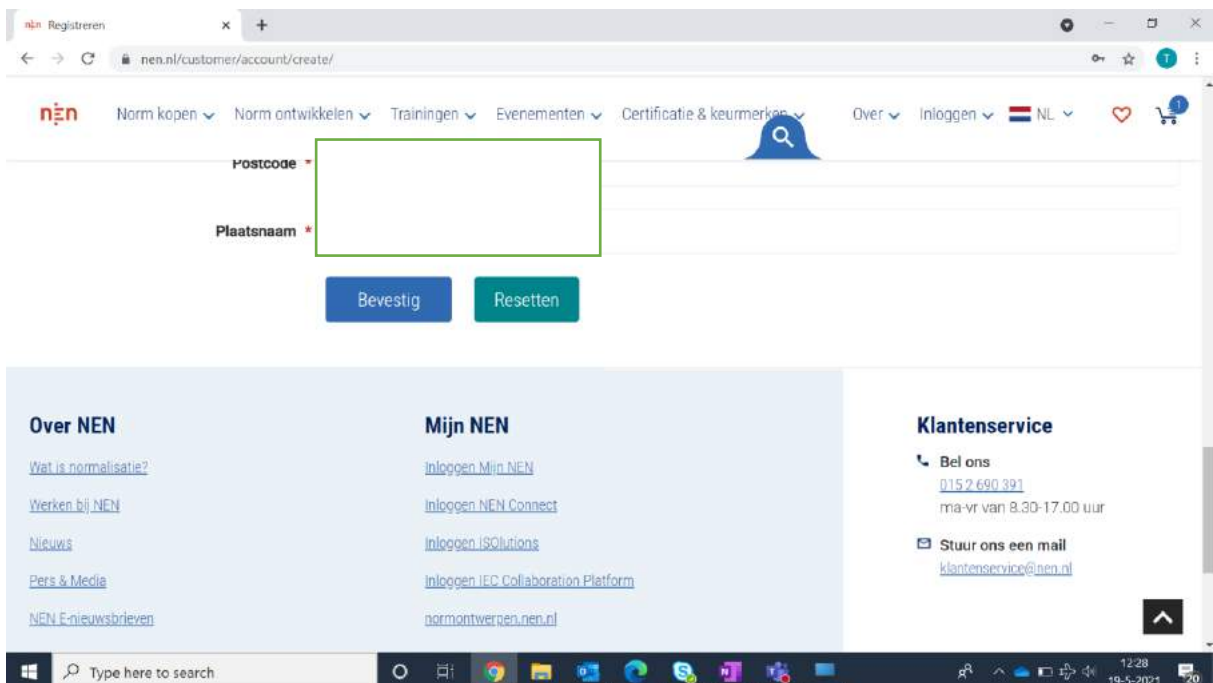 nen Registreren
nen.nl/customer/account/create/
T
nen Norm kopen Norm ontwikkelen Trainingen Evenementen Certificatie & keurmerken Over Inloggen NL 1
Postcode *
Plaatsnaam *
Bevestig Resetten
Over NEN Mijn NEN Klantenservice
Wat is normalisatie? Inloggen Mijn NEN Bel ons
015 2 690 391
Werken bij NEN Inloggen NEN Connect ma-vr van 8.30-17.00 uur
Nieuws Inloggen ISOlutions Stuur ons een mail
klantenservice@nen.nl
Pers & Media Inloggen IEC Collaboration Platform
NEN E-nieuwsbrieven normontwerpen.nen.nl
Type here to search 12:28
19-5-2021 20